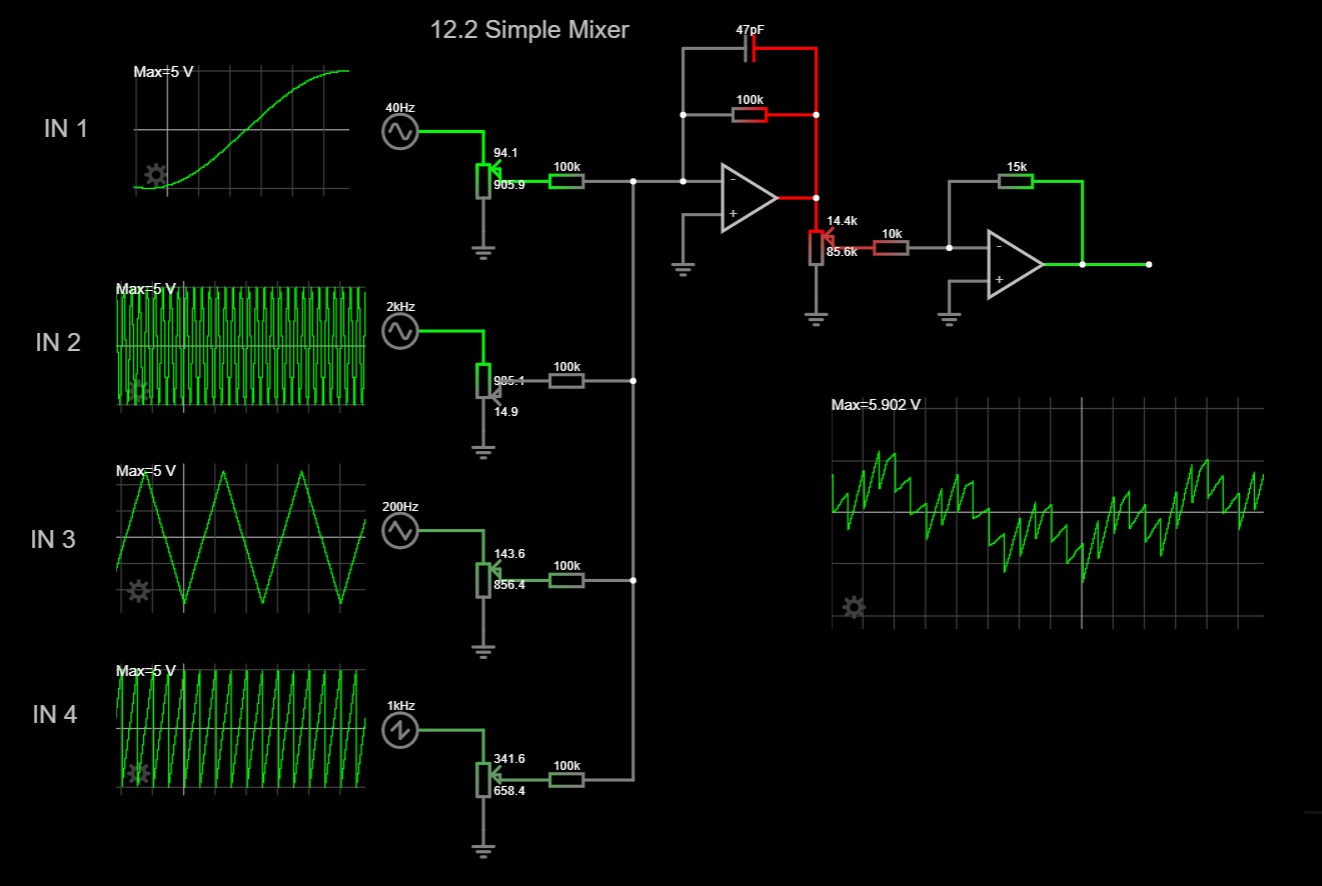 12.2 Simple Mixer
47pF
Max=5 V
100k
40Hz
IN 1
94.1
100k
905.9
-
+
15k
14.4k
10k
85.6k
-
+
Max=5 V
2kHz
IN 2
100k
985.1
14.9
Max=5.902 V
Max=5 V
200Hz
IN 3
143.6
100k
856.4
Max=5 V
1kHz
IN 4
341.6
100k
658.4